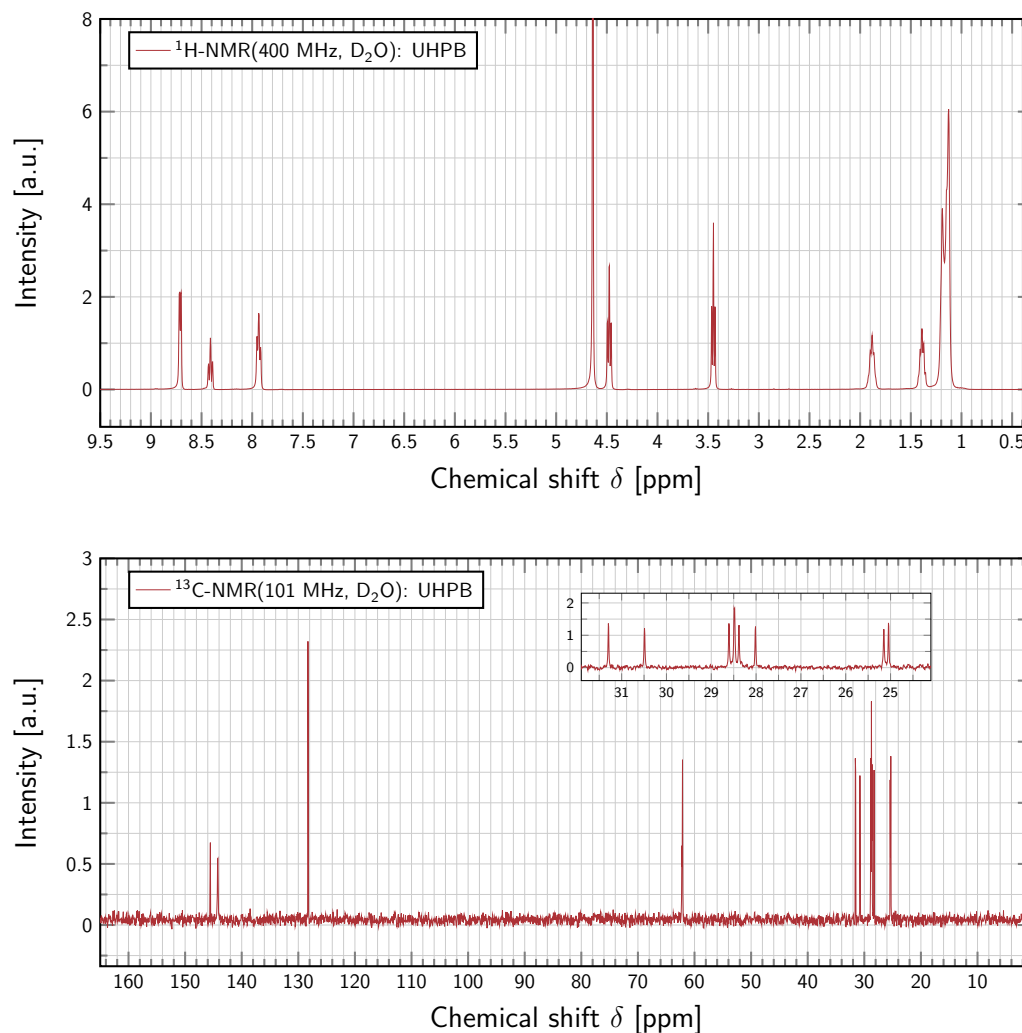 8
¹H-NMR(400 MHz, D₂O): UHPB
6
4
2
0
Intensity [a.u.]
9.5 9 8.5 8 7.5 7 6.5 6 5.5 5 4.5 4 3.5 3 2.5 2 1.5 1 0.5
Chemical shift δ [ppm]
3
¹³C-NMR(101 MHz, D₂O): UHPB
2.5
2
1.5
1
0.5
0
Intensity [a.u.]
2
1
0
31 30 29 28 27 26 25
160 150 140 130 120 110 100 90 80 70 60 50 40 30 20 10
Chemical shift δ [ppm]